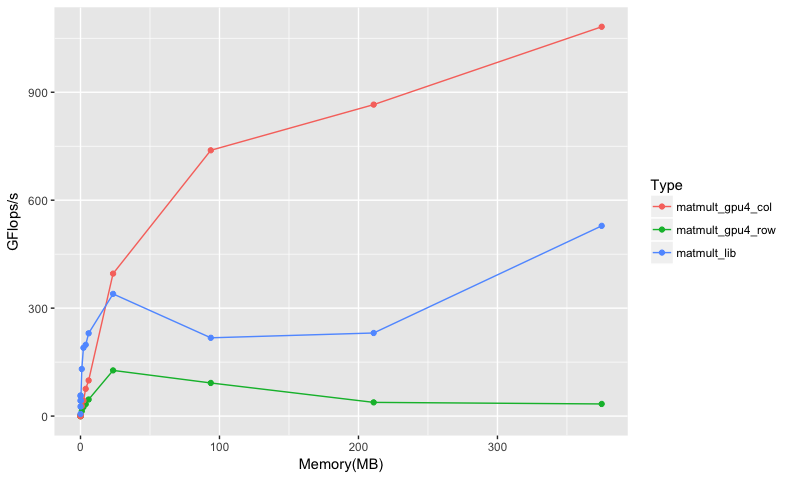 GFlops/s
900
600
300
0
0 100 200 300
Memory(MB)
Type
matmult_gpu4_col
matmult_gpu4_row
matmult_lib